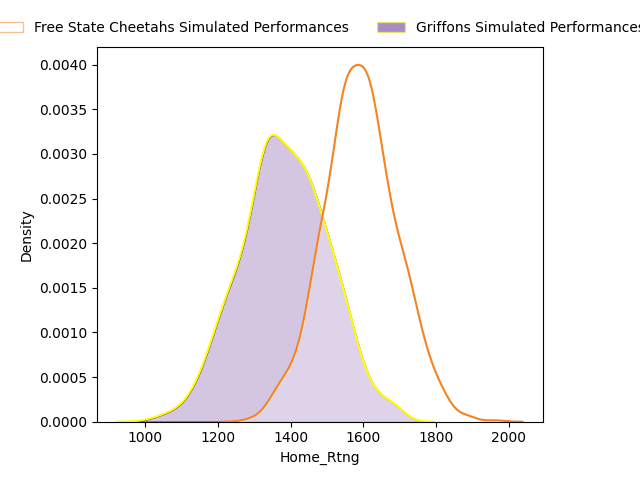 Free State Cheetahs Simulated Performances
Griffons Simulated Performances
0.0040
0.0035
0.0030
0.0025
0.0020
0.0015
0.0010
0.0005
0.0000
Density
1000 1200 1400 1600 1800 2000
Home_Rtng